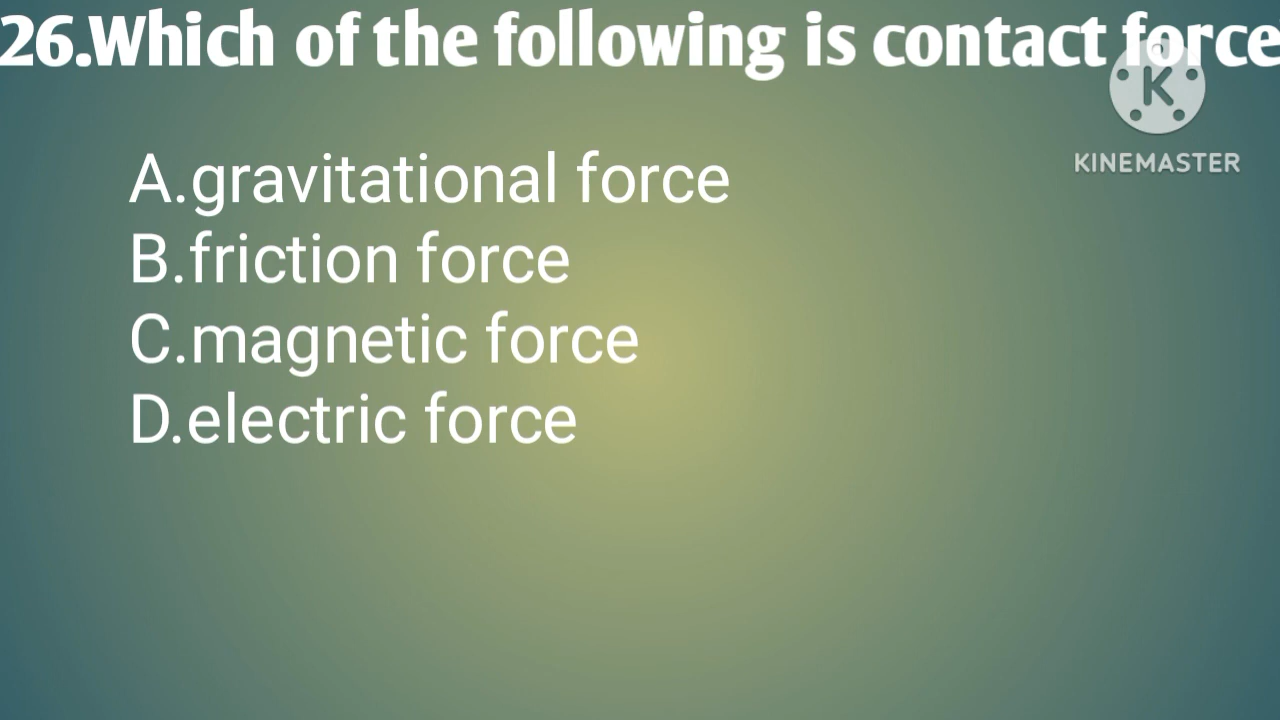 26.Which of the following is contact force
K
KINEMASTER
A.gravitational force
B.friction force
C.magnetic force
D.electric force